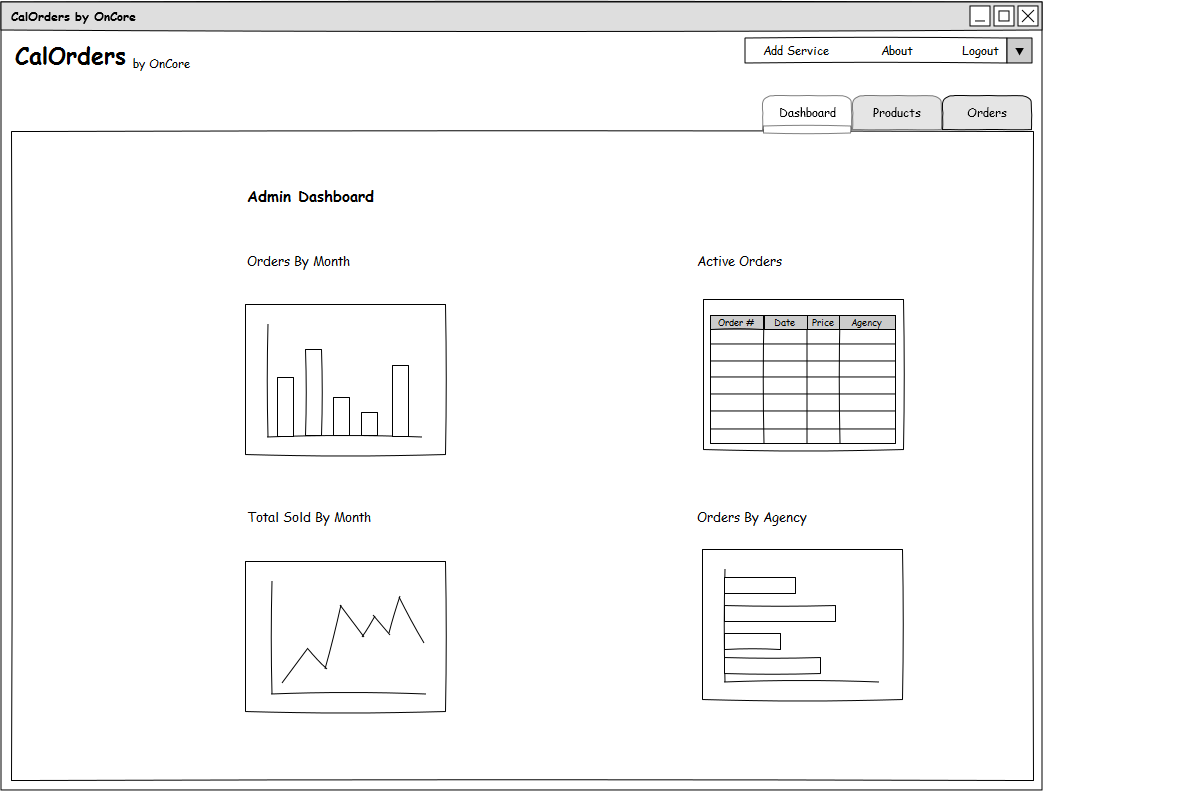 CalOrders by OnCore
CalOrders by OnCore
Add Service About Logout
Dashboard Products Orders
Admin Dashboard
Orders By Month
Active Orders
Order # Date Price Agency
Total Sold By Month
Orders By Agency